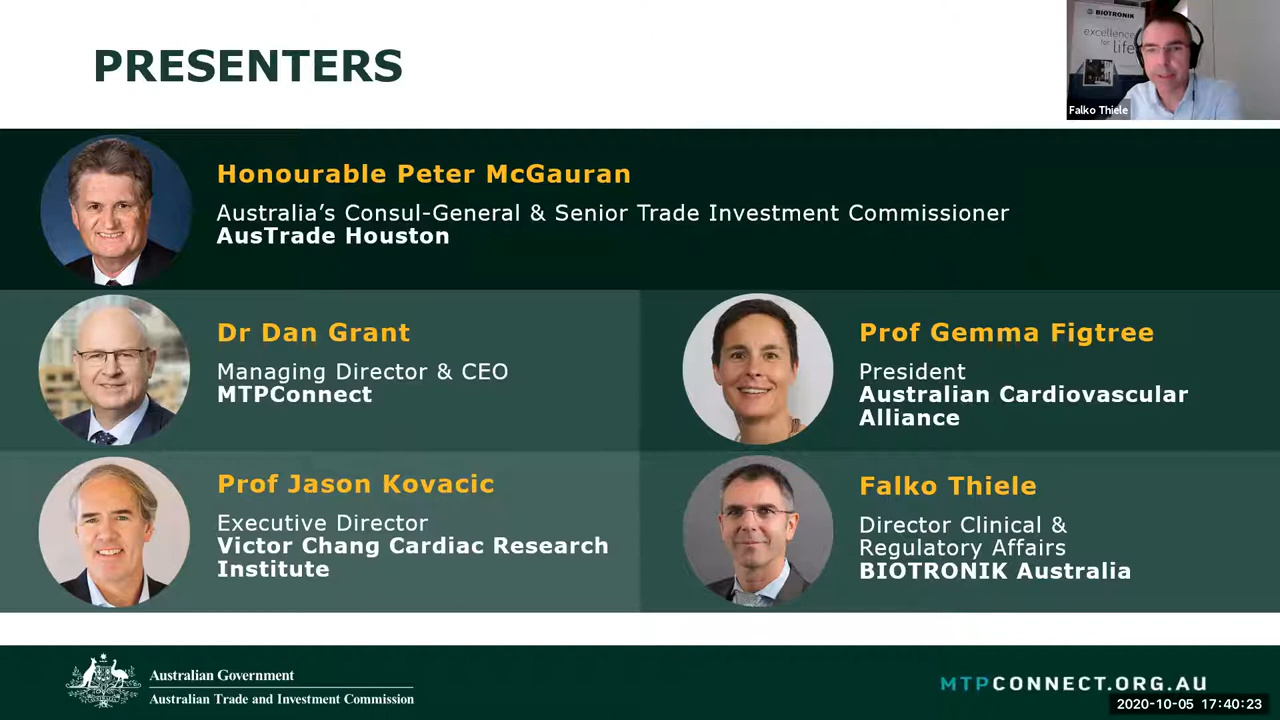 PRESENTERS
BIOTRONIK
excellence
for life
Falko Thiele
Honourable Peter McGauran
Australia's Consul-General & Senior Trade Investment Commissioner
AusTrade Houston
Dr Dan Grant
Managing Director & CEO
MTPConnect
Prof Gemma Figtree
President
Australian Cardiovascular
Alliance
Prof Jason Kovacic
Executive Director
Victor Chang Cardiac Research
Institute
Falko Thiele
Director Clinical &
Regulatory Affairs
BIOTRONIK Australia
Australian Government
Australian Trade and Investment Commission
MTPCONNECT.ORG.AU
2020-10-05 17:40:23